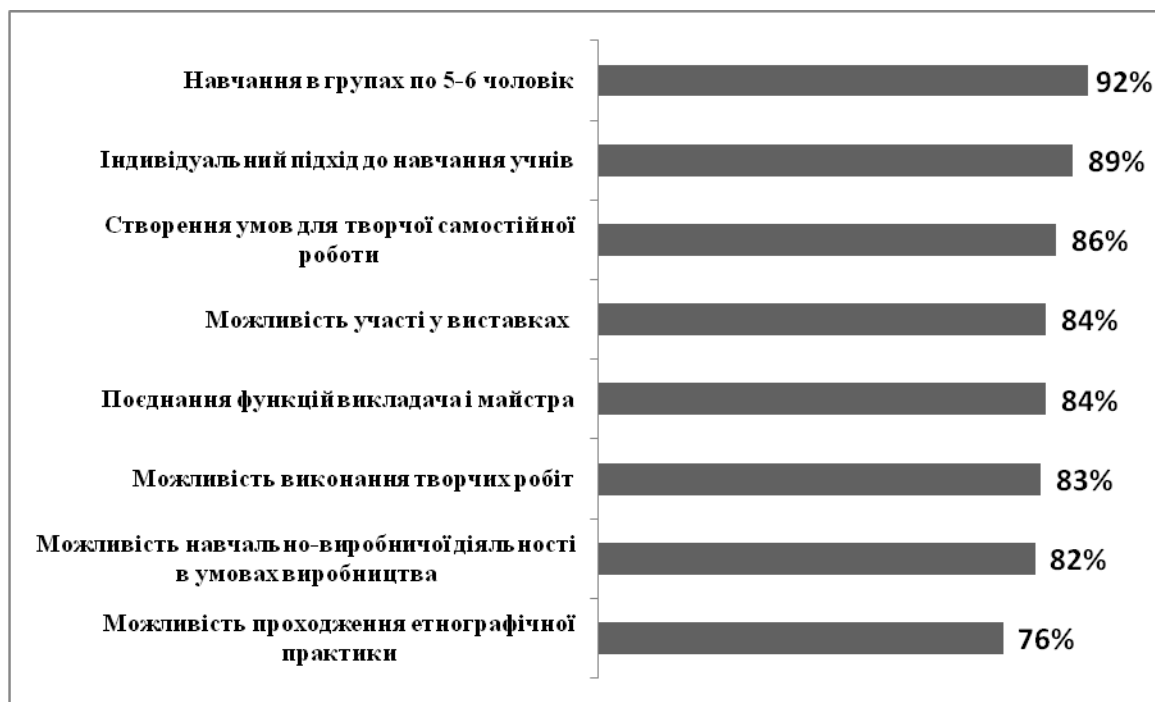 Навчання в групах по 5-6 чоловік
92%
Індивідуальний підхід до навчання учнів
89%
Створення умов для творчої самостійної
роботи
86%
Можливість участі у виставках
84%
Поєднання функцій викладача і майстра
84%
Можливість виконання творчих робіт
83%
Можливість навчально-виробничої діяльності
в умовах виробництва
82%
Можливість проходження етнографічної
практики
76%